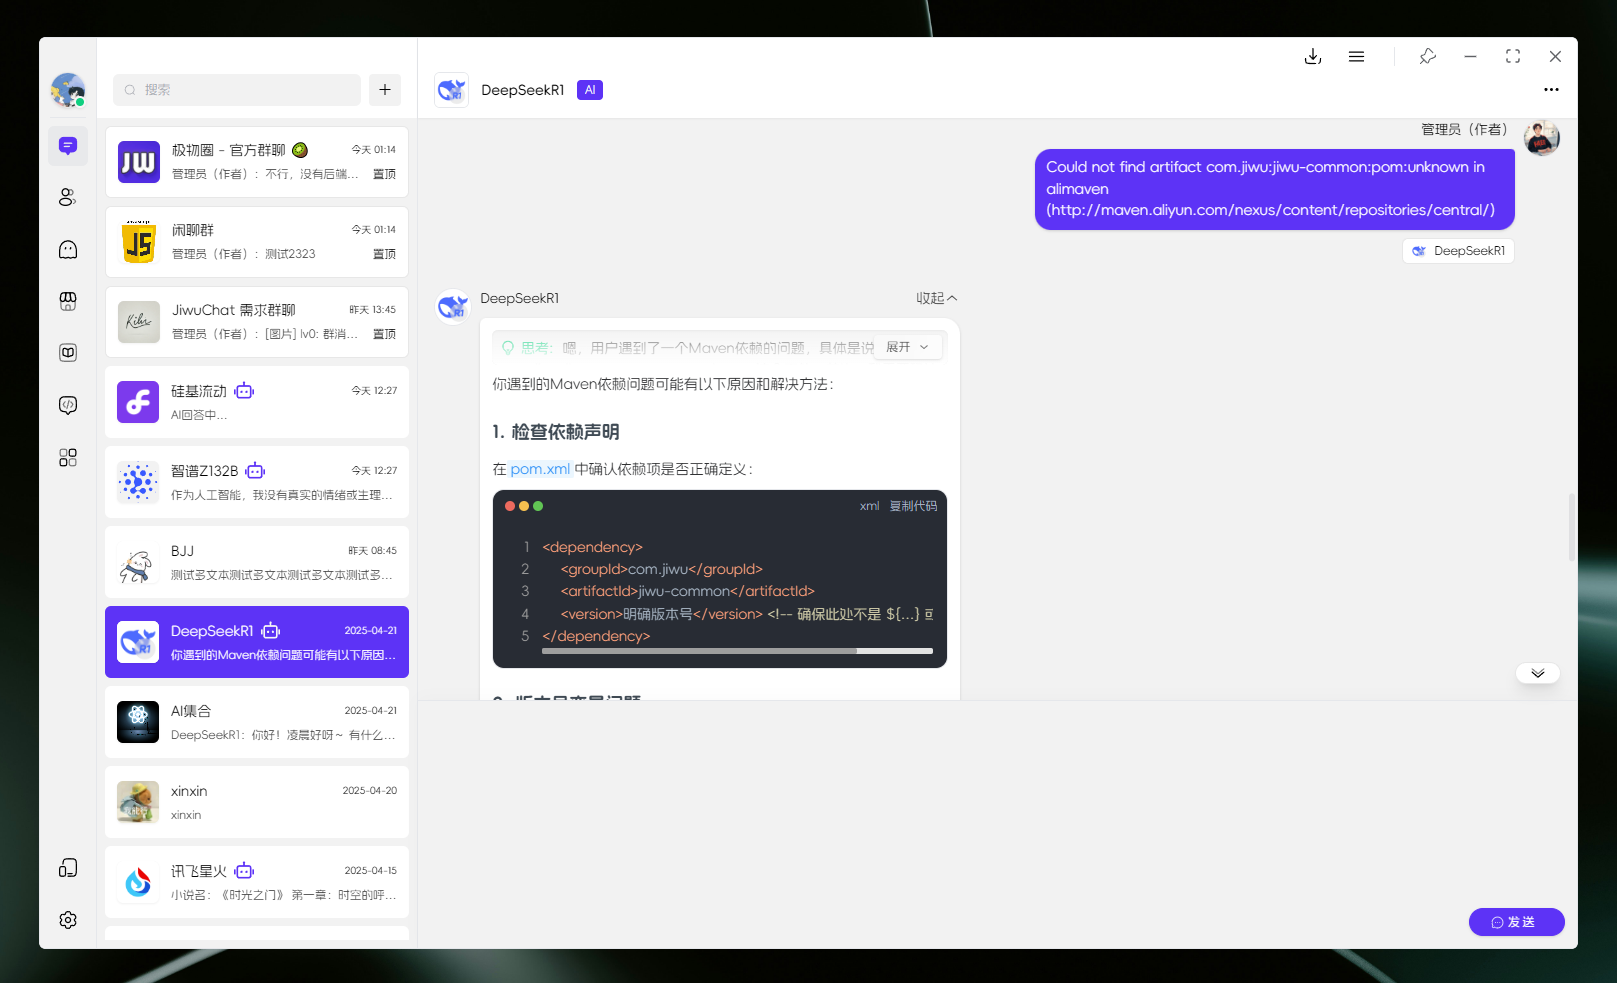 搜索
JW
极物圈 - 官方群聊
今天 01:14
管理员（作者）：不行，没有后端...
置顶
JS
闲聊群
今天 01:14
管理员（作者）：测试2323
置顶
JiwuChat 需求群聊
昨天 13:45
管理员（作者）：[图片] lv0: 群消...
置顶
硅基流动
今天 12:27
AI回答中...
智谱Z132B
今天 12:27
作为人工智能，我没有真实的情绪或主理...
BJJ
昨天 08:45
测试多文本测试多文本测试多文本测试多...
DeepSeekR1
2025-04-21
你遇到的Maven依赖问题可能有以下原因...
AI集合
2025-04-21
DeepSeekR1：你好！凌晨好呀~ 有什么...
xinxin
2025-04-20
xinxin
讯飞星火
2025-04-15
小说名：《时光之门》 第一章：时空的呼...
R1
DeepSeekR1
AI
管理员（作者）
Could not find artifact com.jiwu:jiwu-common:pom:unknown in
alimaven
(http://maven.aliyun.com/nexus/content/repositories/central/)
DeepSeekR1
DeepSeekR1
收起
思考：嗯，用户遇到了一个Maven依赖的问题，具体是说
展开
你遇到的Maven依赖问题可能有以下原因和解决方法：
1. 检查依赖声明
在 pom.xml 中确认依赖项是否正确定义：
xml 复制代码
1 <dependency>
2 <groupId>com.jiwu</groupId>
3 <artifactId>jiwu-common</artifactId>
4 <version>明确版本号</version> <!-- 确保此处不是 ${...} 或
5 </dependency>
发送